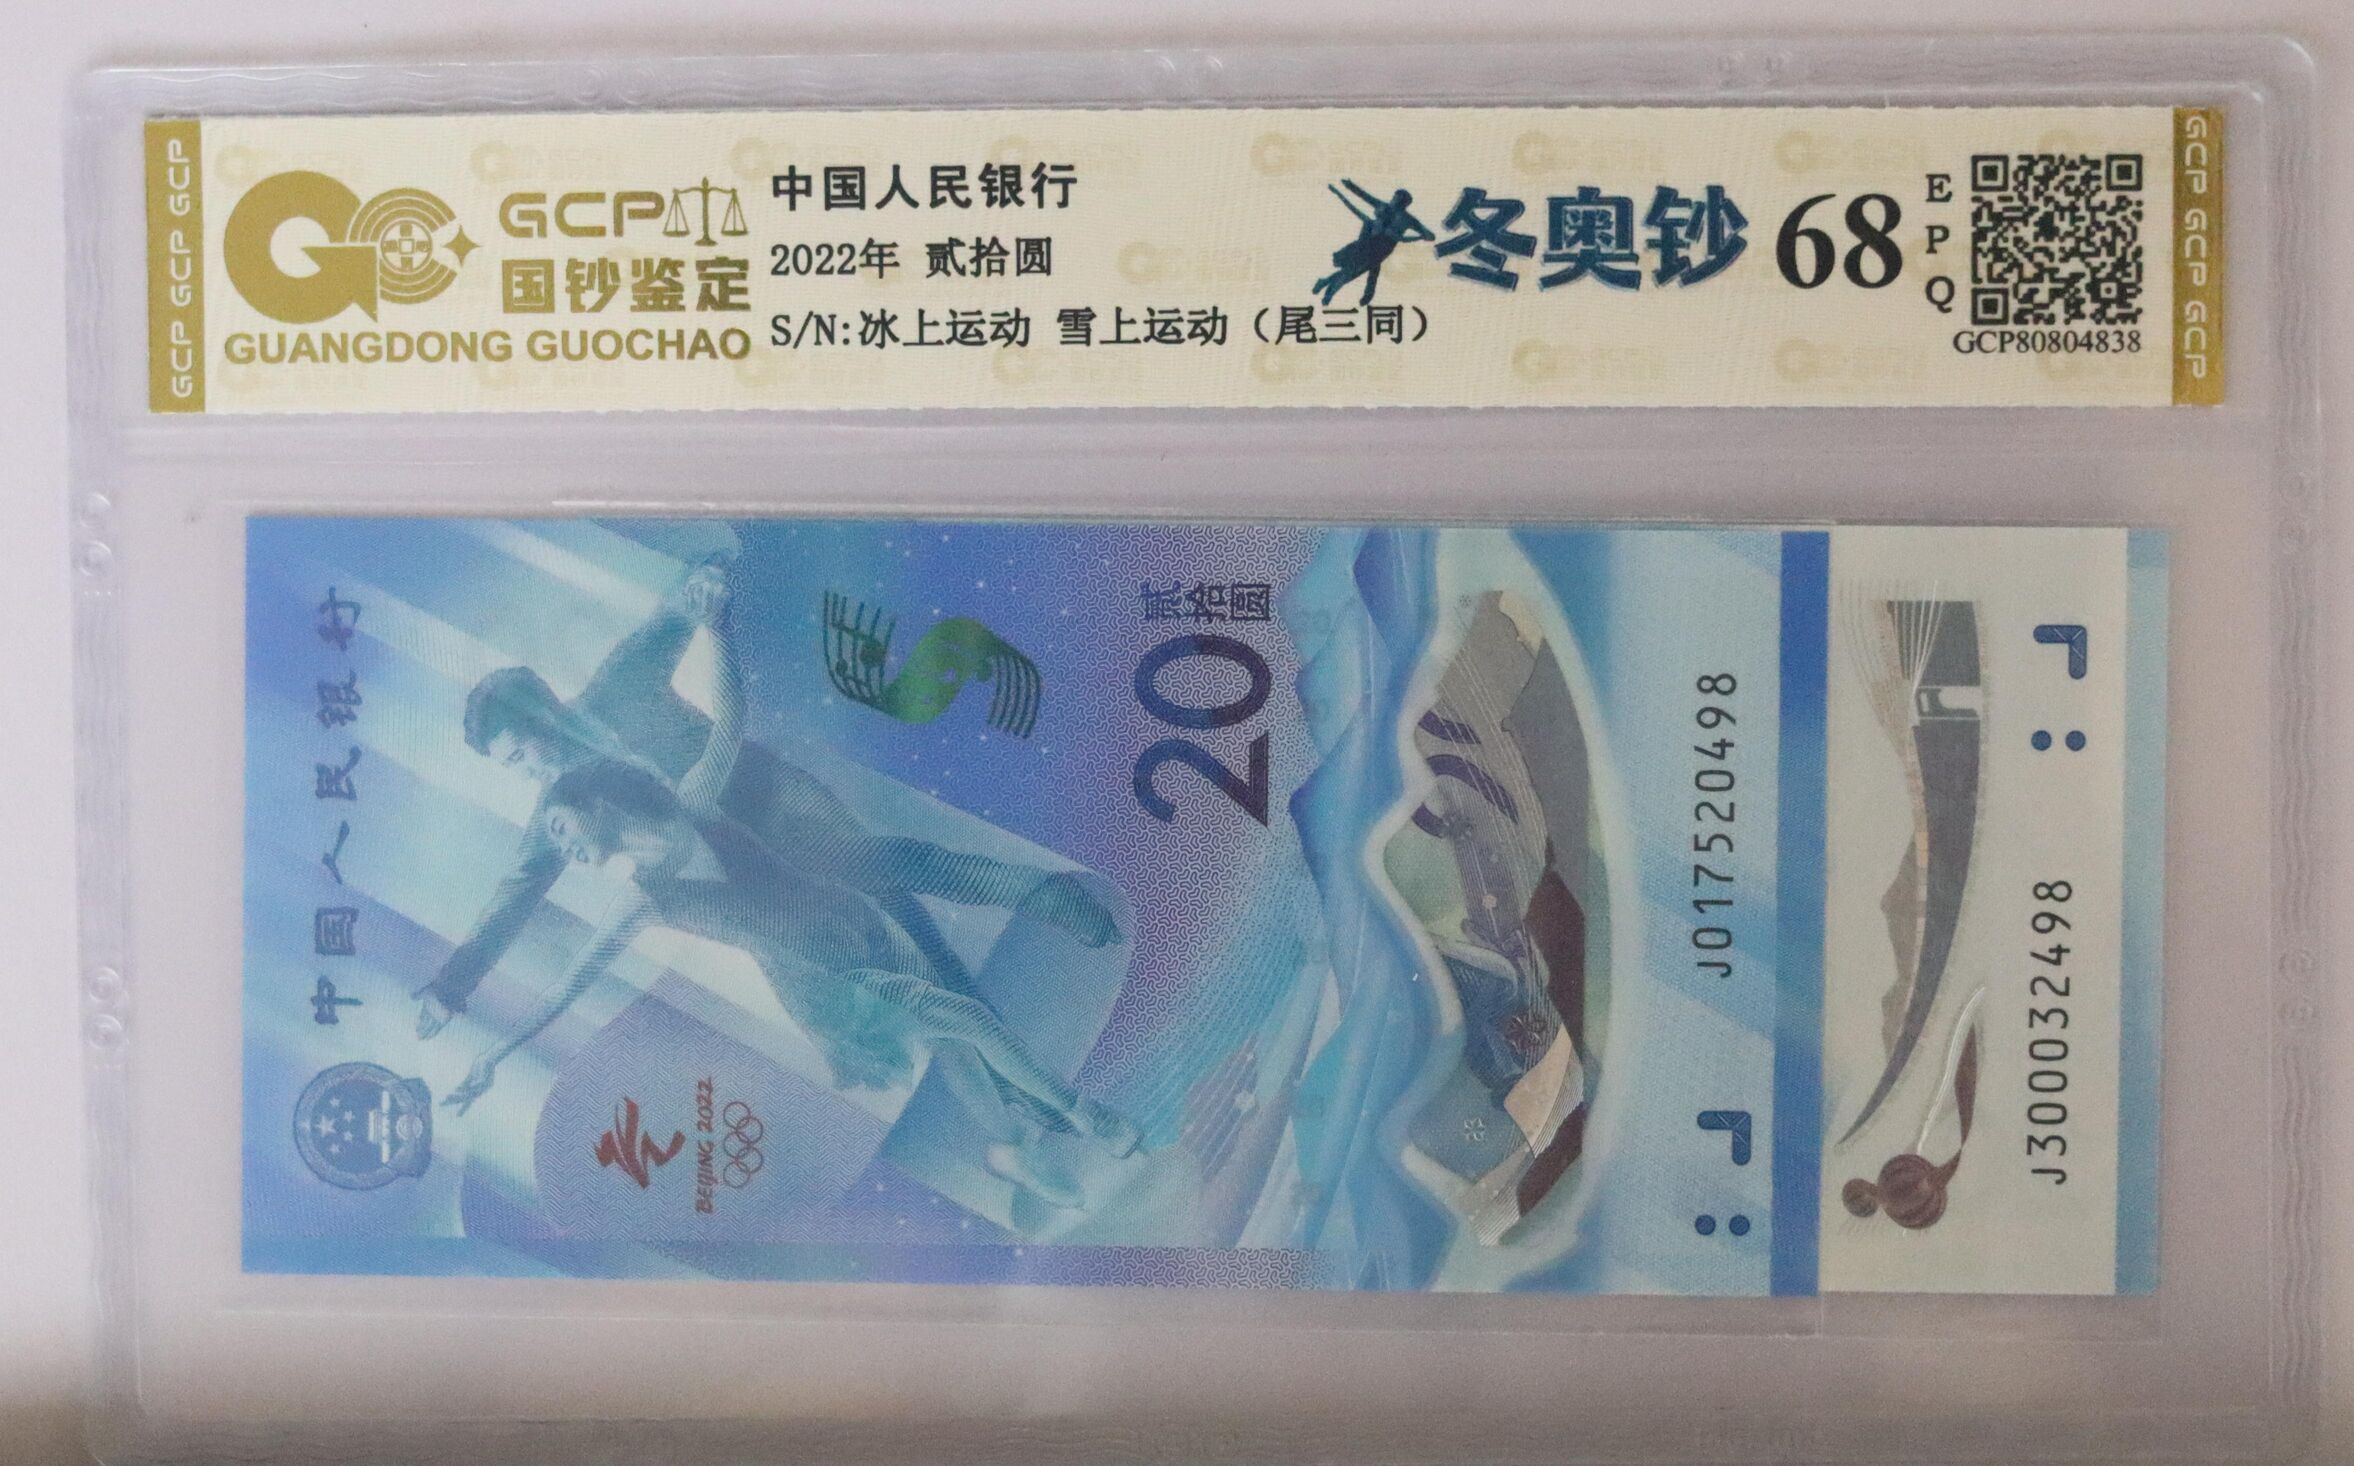 GCP GCP GCP
GCP
国钞鉴定
GUANGDONG GUOCHAO
中国人民银行
2022年 贰拾圆
S/N:冰上运动 雪上运动（尾三同）
冬奥钞
68
EPQ
GCP80804838
GCP GCP GCP
中国人民银行
BEIJING 2022
贰拾圆
20
J017520498
J300032498